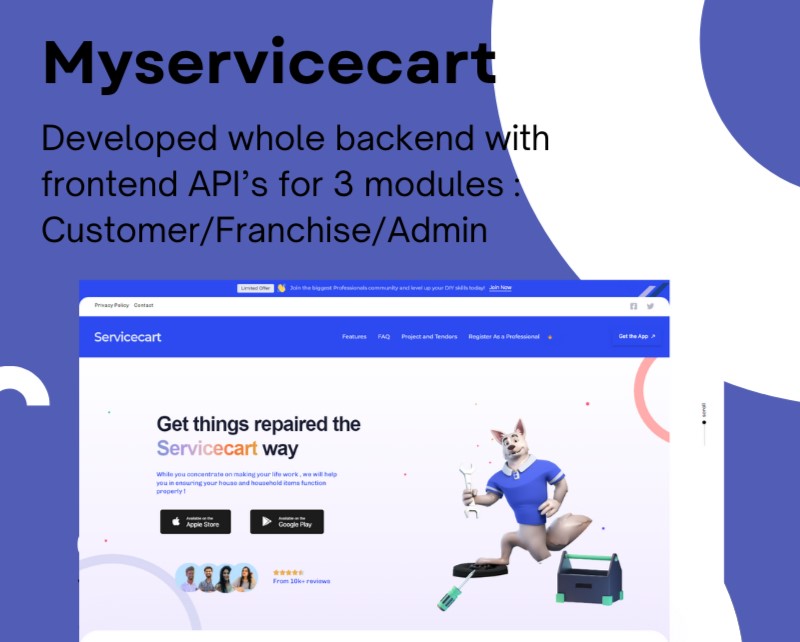 Myservicecart
Developed whole backend with
frontend API’s for 3 modules :
Customer/Franchise/Admin
Limited Offer 👋 Join the biggest Professionals community and level up your DIY skills today! Join Now
Privacy-Policy Contact
Servicecart Features FAQ Project and Tendors Register As a Professional Get the App ↗
Get things repaired the
Servicecart way
While you concentrate on making your life work , we will help
you in ensuring your house and household items function
properly !
Available on the
Apple Store
Available on the
Google Play
From 10k+ reviews
scroll